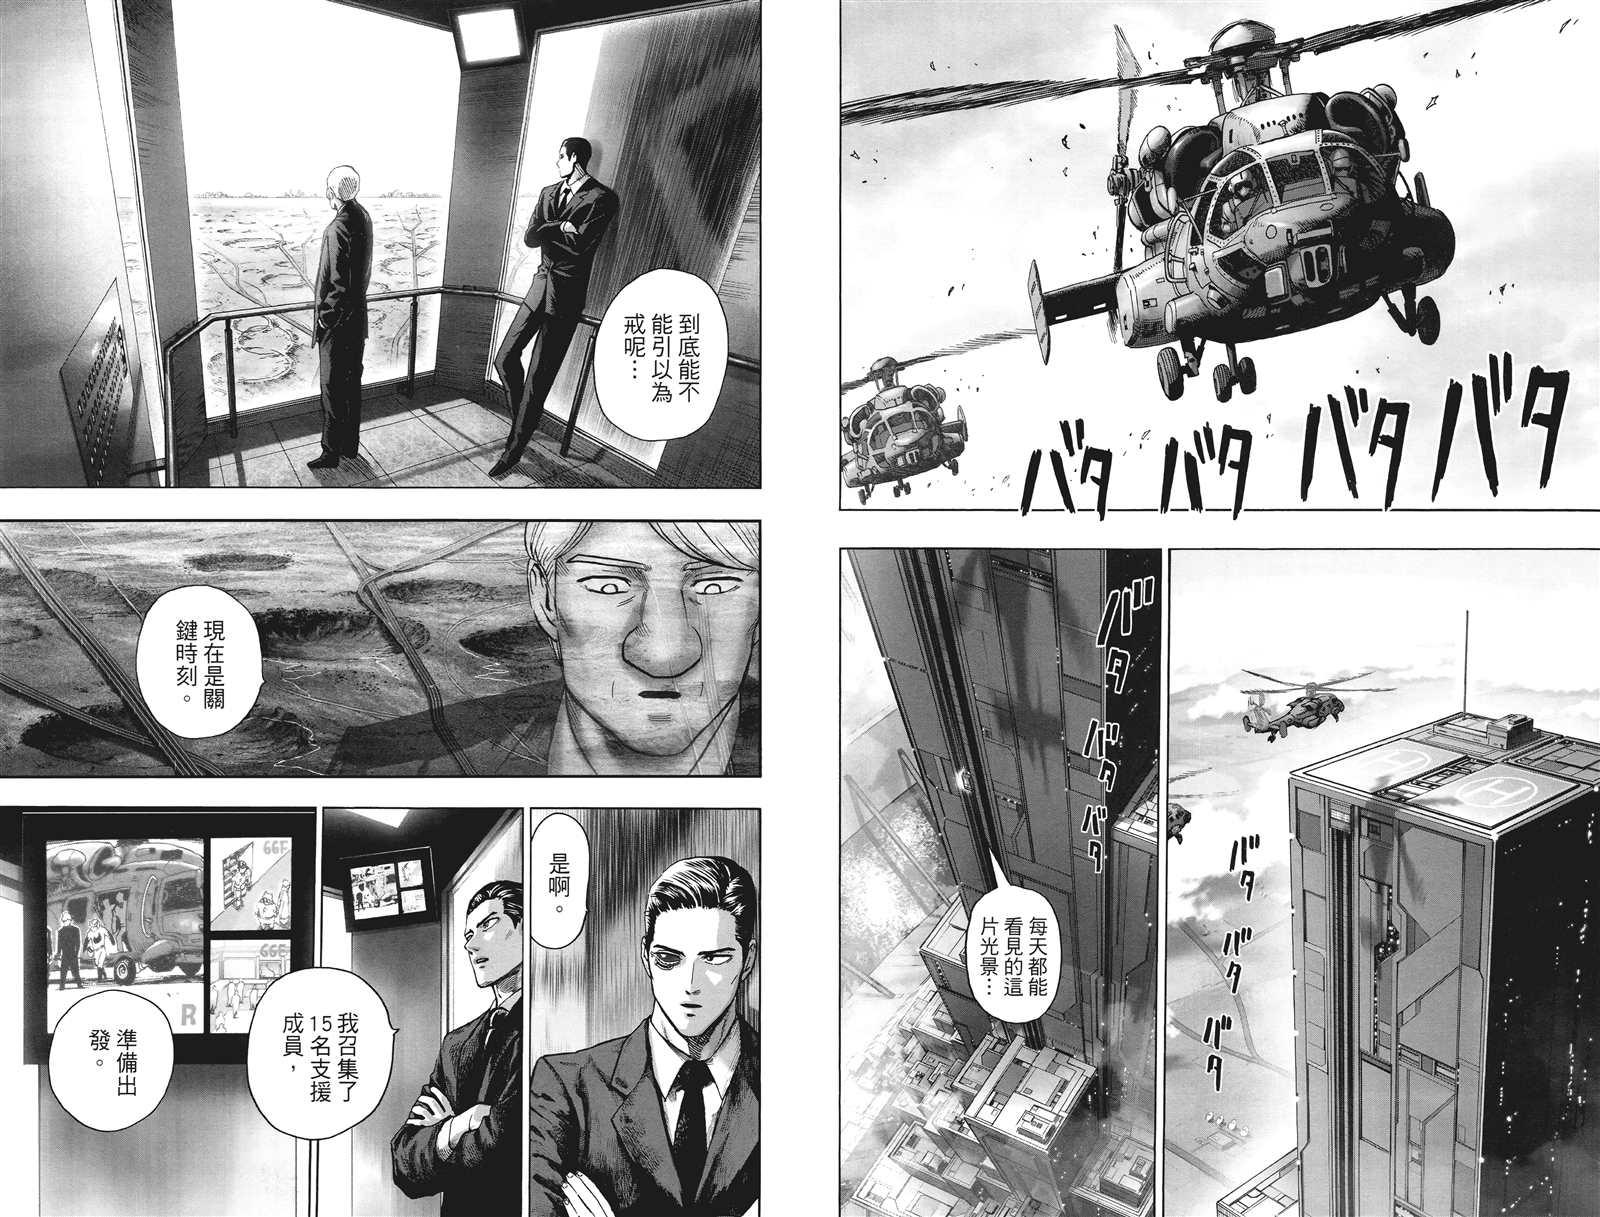 バタ
バタ
バタ
バタ
バタ
バタ
バタ
バタ
バタ
バタ
每天都能
看見的這
片光景…
到底能不
能引以為
戒呢…
現在是關
鍵時刻。
是啊。
我召集了
15名支援
成員，
66F
66F
R
準備出
發。
H
H